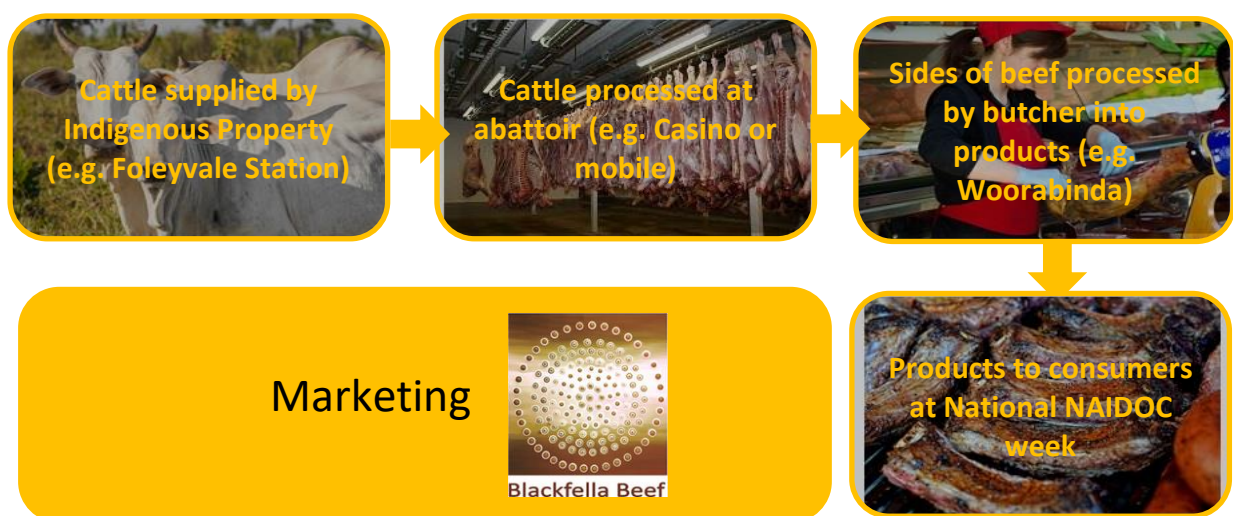 Cattle supplied by
Indigenous Property
(e.g. Foleyvale Station)
Cattle processed at
abattoir (e.g. Casino or
mobile)
Sides of beef processed
by butcher into
products (e.g.
Woorabinda)
Products to consumers
at National NAIDOC
week
Marketing
Blackfella Beef